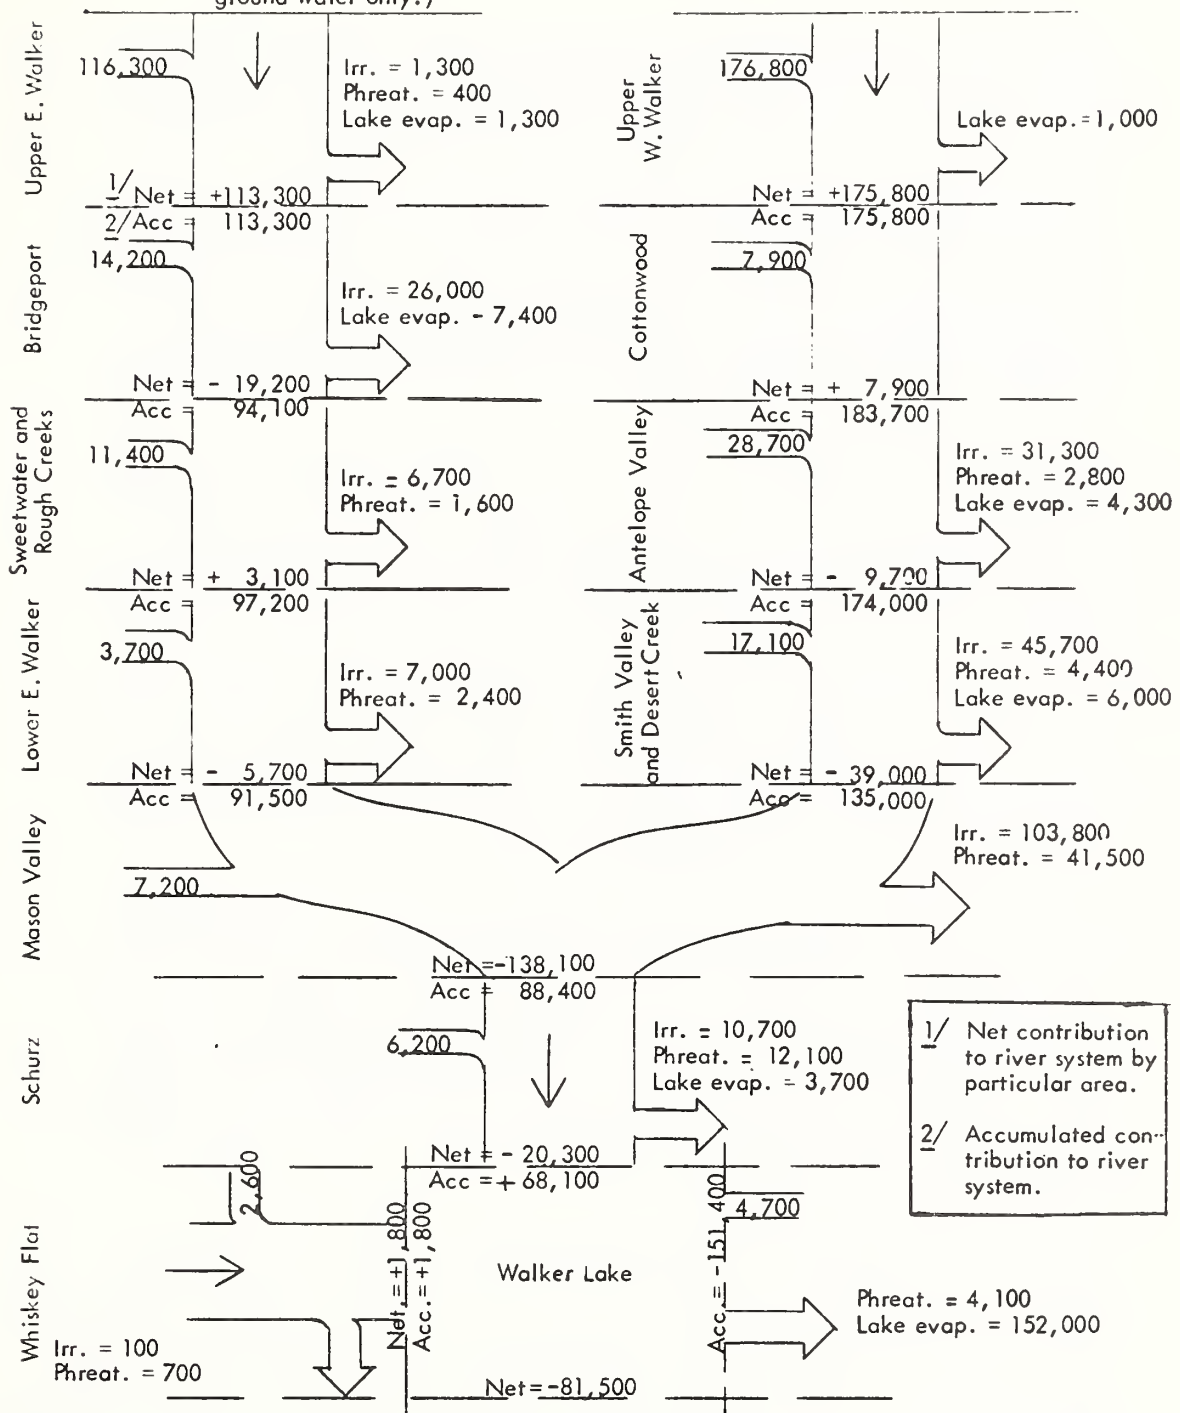 ground water only.)
Upper E. Walker
116,300
Irr. = 1,300
Phreat. = 400
Lake evap. = 1,300
1/ Net = +113,300
2/ Acc = 113,300
Upper
W. Walker
176,800
Lake evap.=1,000
Net = +175,800
Acc = 175,800
Bridgeport
14,200
Irr. = 26,000
Lake evap. - 7,400
Net = - 19,200
Acc = 94,100
Cottonwood
7,900
Net = + 7,900
Acc = 183,700
Sweetwater and
Rough Creeks
11,400
Irr. = 6,700
Phreat. = 1,600
Net = + 3,100
Acc = 97,200
Antelope Valley
28,700
Irr. = 31,300
Phreat. = 2,800
Lake evap. = 4,300
Net = - 9,700
Acc = 174,000
Lower E. Walker
3,700
Irr. = 7,000
Phreat. = 2,400
Net = - 5,700
Acc = 91,500
Smith Valley
and Desert Creek
17,100
Irr. = 45,700
Phreat. = 4,400
Lake evap. = 6,000
Net = - 39,000
Acc = 135,000
Mason Valley
7,200
Irr. = 103,800
Phreat. = 41,500
Net =-138,100
Acc = 88,400
Schurz
6,200
Irr. = 10,700
Phreat. = 12,100
Lake evap. = 3,700
Net = - 20,300
Acc =+ 68,100
1/ Net contribution
to river system by
particular area.
2/ Accumulated con-
tribution to river
system.
Whiskey Flat
2,600
Irr. = 100
Phreat. = 700
Net.=+1,800
Acc.=+1,800
Walker Lake
Acc. = -151 400
4,700
Phreat. = 4,100
Lake evap. = 152,000
Net=-81,500